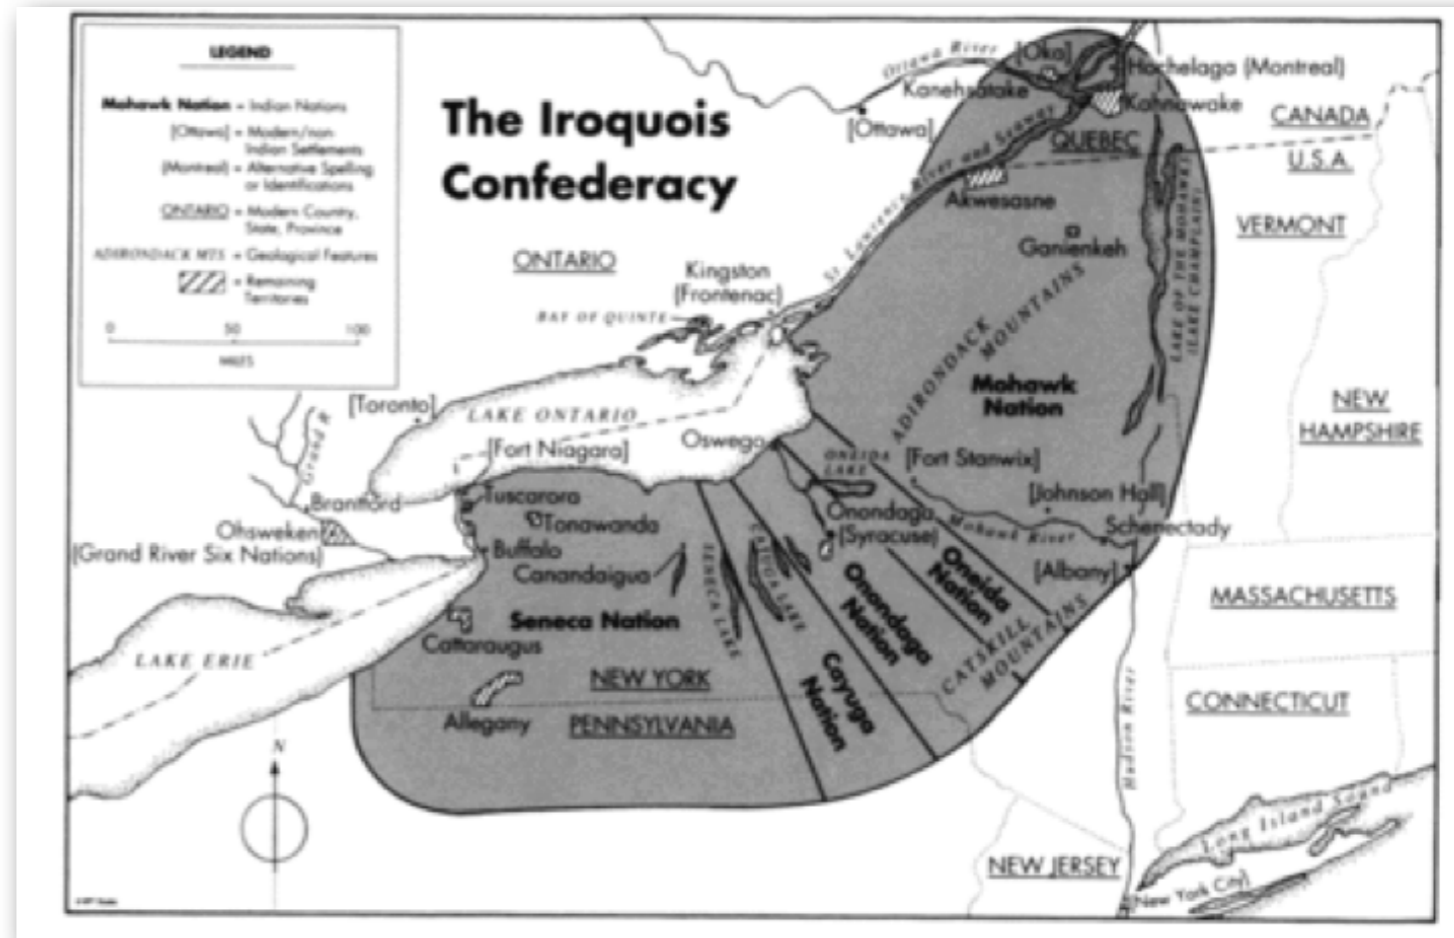 LEGEND
Mohawk Nation = Indian Nations
[Ottawa] = Modern/non-
Indian Settlements
(Montreal) = Alternative Spelling
or Identifications
ONTARIO = Modern Country,
State, Province
ADIRONDACK MTS = Geological Features
= Remaining
Territories
0 50 100
MILES
The Iroquois
Confederacy
Ottawa River
[Oka]
Hochelaga (Montreal)
Kanehsatake
Kahnawake
[Ottawa]
QUEBEC
CANADA
U.S.A.
St. Lawrence River and Seaway
Akwesasne
Ganienkeh
LAKE OF THE MOHAWKS
(LAKE CHAMPLAIN)
VERMONT
ONTARIO
Kingston
(Frontenac)
BAY OF QUINTE
ADIRONDACK
MOUNTAINS
Mohawk
Nation
NEW
HAMPSHIRE
[Toronto]
LAKE ONTARIO
Grand R
[Fort Niagara]
Oswego
ONEIDA
LAKE
[Fort Stanwix]
[Johnson Hall]
Brantford
Tuscarora
Tonawanda
Onondaga
(Syracuse)
Mohawk River
Schenectady
Ohsweken
(Grand River Six Nations)
Buffalo
Canandaigua
SENECA LAKE
CAYUGA LAKE
[Albany]
Oneida
Nation
Onondaga
Nation
Cayuga
Nation
CATSKILL
MOUNTAINS
MASSACHUSETTS
Seneca Nation
Cattaraugus
LAKE ERIE
NEW YORK
Allegany
PENNSYLVANIA
CONNECTICUT
N
Hudson River
Long Island Sound
NEW JERSEY
[New York City]